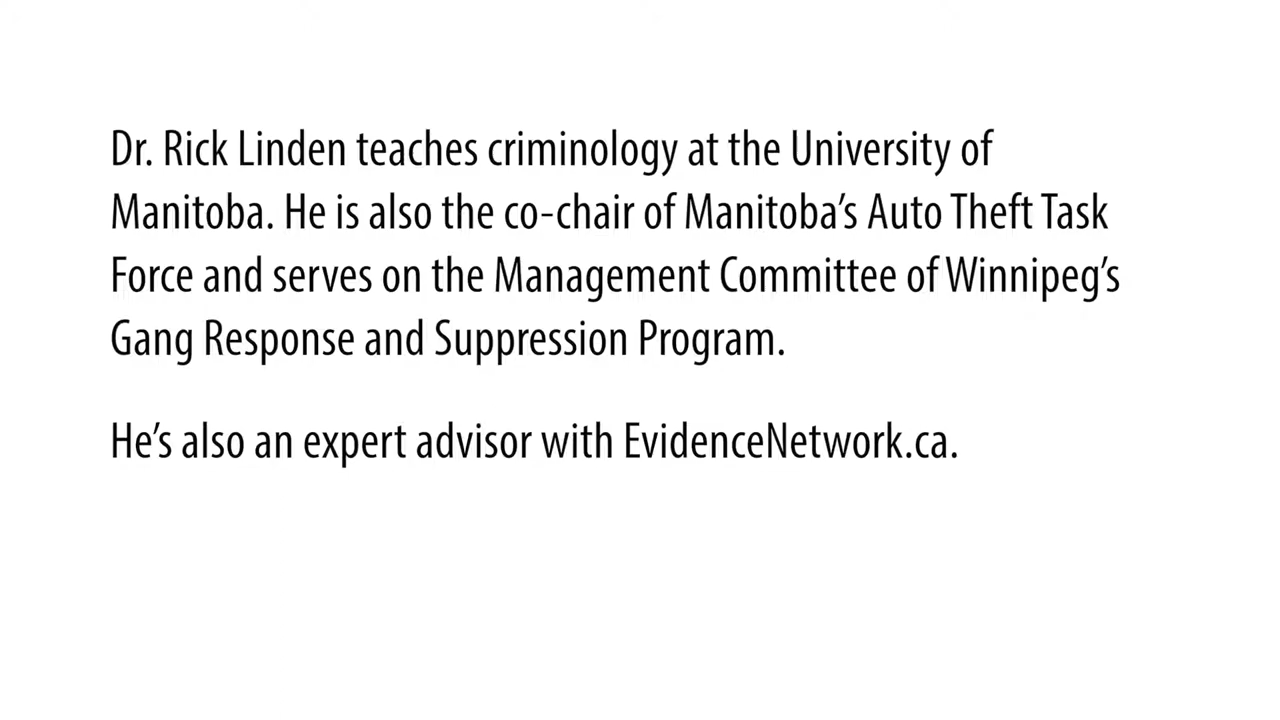 Dr. Rick Linden teaches criminology at the University of
Manitoba. He is also the co-chair of Manitoba’s Auto Theft Task
Force and serves on the Management Committee of Winnipeg’s
Gang Response and Suppression Program.
He’s also an expert advisor with EvidenceNetwork.ca.